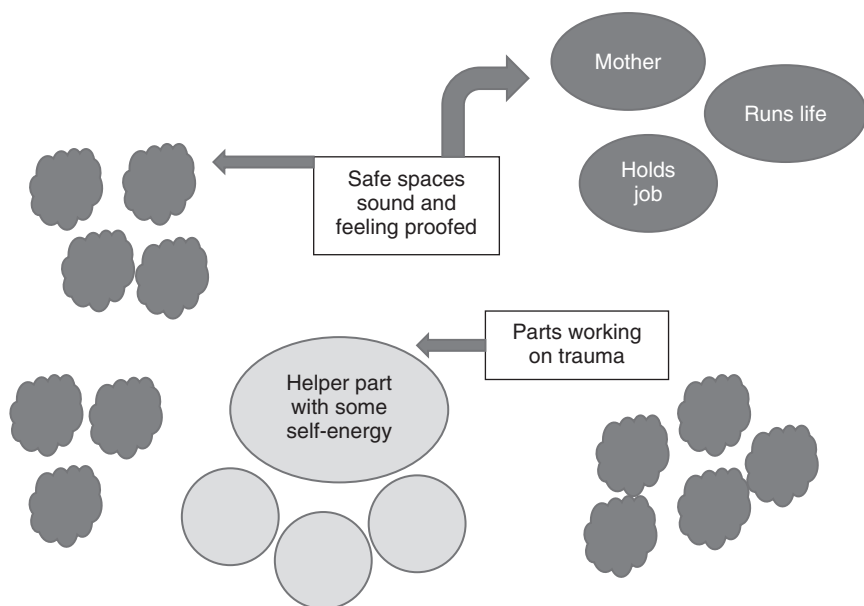 Mother
Runs life
Holds
job
Safe spaces
sound and
feeling proofed
Parts working
on trauma
Helper part
with some
self-energy